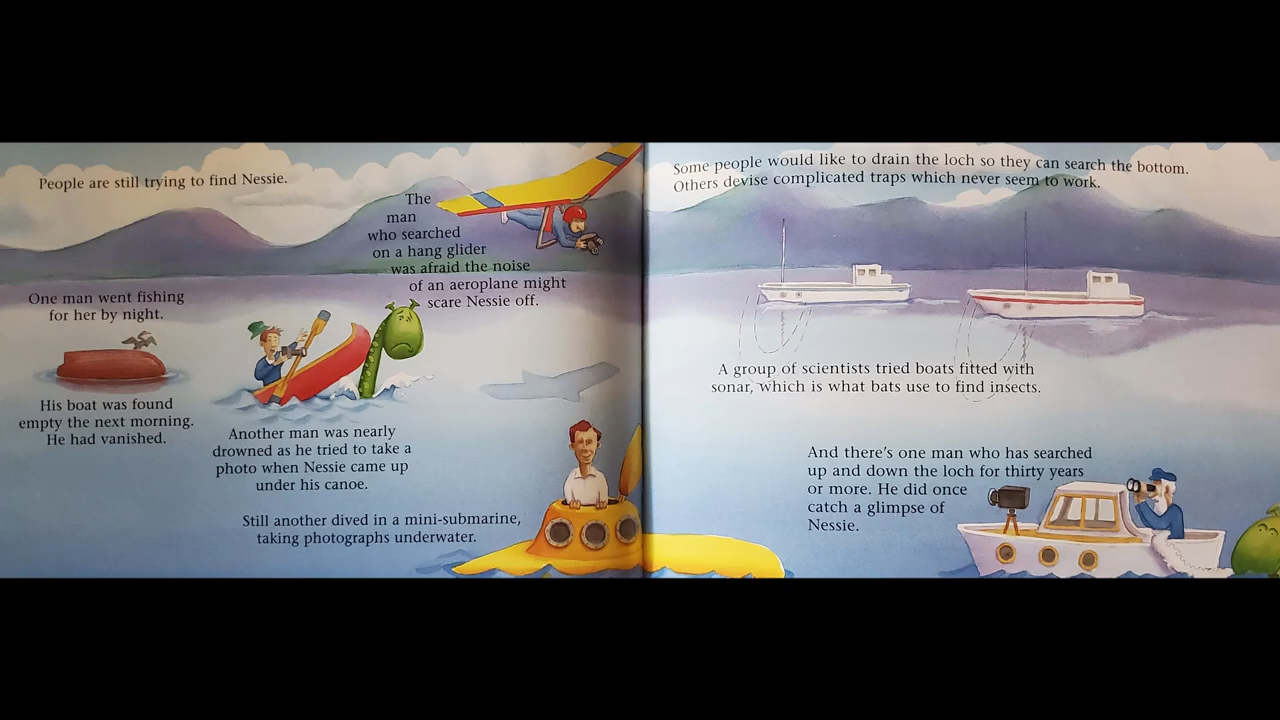 People are still trying to find Nessie.
The
man
who searched
on a hang glider
was afraid the noise
of an aeroplane might
scare Nessie off.
One man went fishing
for her by night.
His boat was found
empty the next morning.
He had vanished.
Another man was nearly
drowned as he tried to take a
photo when Nessie came up
under his canoe.
Still another dived in a mini-submarine,
taking photographs underwater.
Some people would like to drain the loch so they can search the bottom.
Others devise complicated traps which never seem to work.
A group of scientists tried boats fitted with
sonar, which is what bats use to find insects.
And there's one man who has searched
up and down the loch for thirty years
or more. He did once
catch a glimpse of
Nessie.